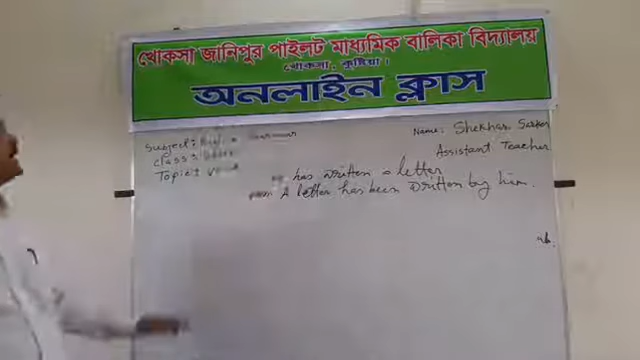 খোকসা জানিপুর পাইলট মাধ্যমিক বালিকা বিদ্যালয়
খোকসা, কুষ্টিয়া।
অনলাইন ক্লাস
Subject:
Name: Shekhar Sarker
Class:
Assistant Teacher
Topic:
has written a letter
A letter has been written by him.